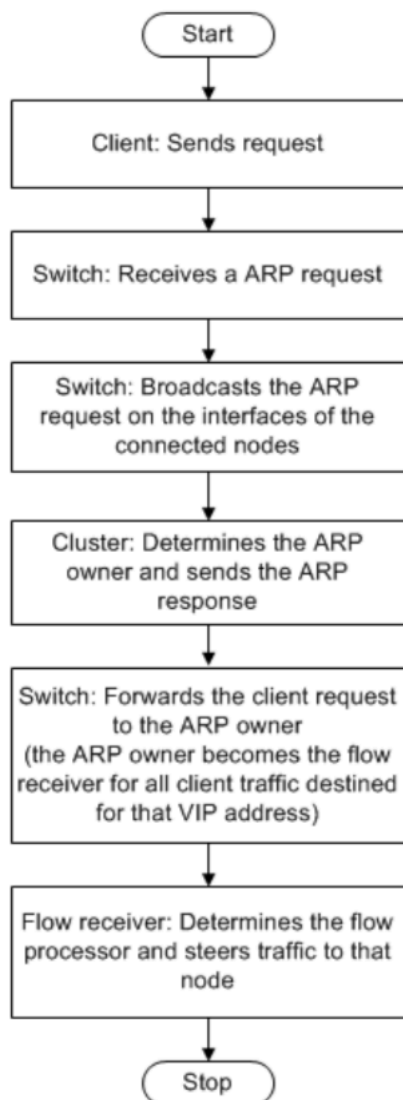 Start
Client: Sends request
Switch: Receives a ARP request
Switch: Broadcasts the ARP
request on the interfaces of the
connected nodes
Cluster: Determines the ARP
owner and sends the ARP
response
Switch: Forwards the client request
to the ARP owner
(the ARP owner becomes the flow
receiver for all client traffic destined
for that VIP address)
Flow receiver: Determines the flow
processor and steers traffic to that
node
Stop